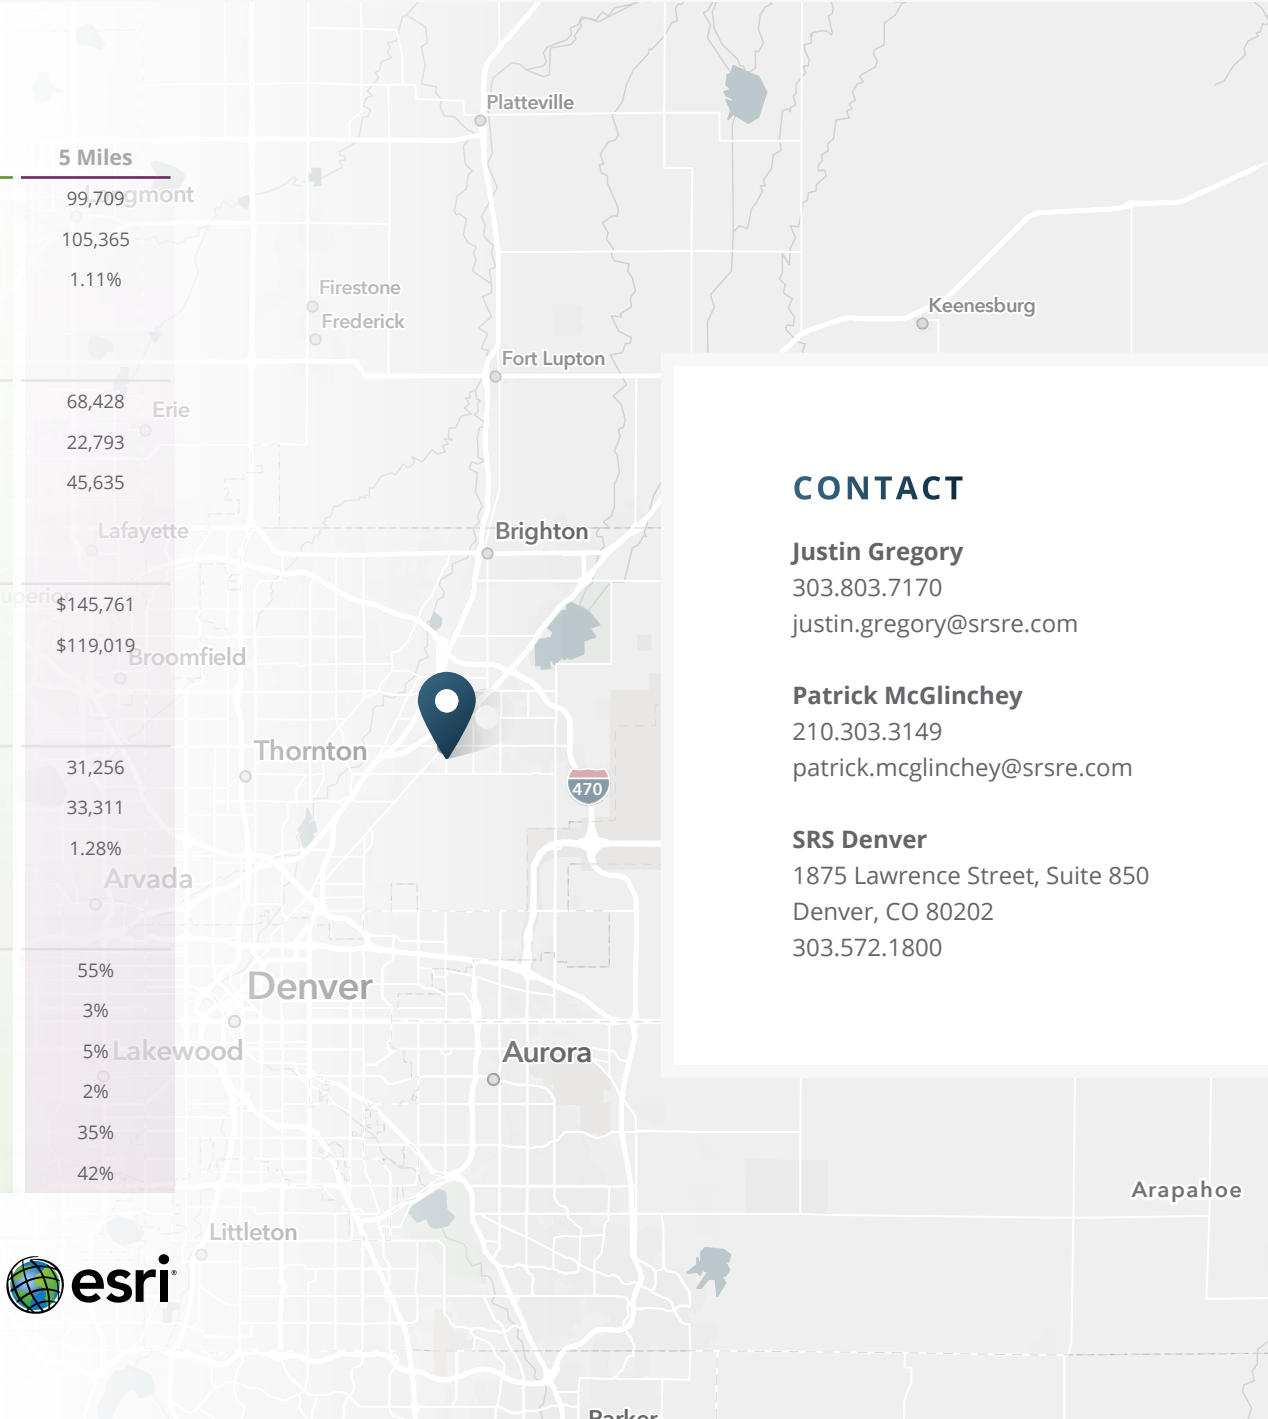 5 Miles
99,709
105,365
1.11%
68,428
22,793
45,635
$145,761
$119,019
31,256
33,311
1.28%
55%
3%
5%
2%
35%
42%
esri
Platteville
Longmont
Firestone
Frederick
Keenesburg
Fort Lupton
Erie
Lafayette
Brighton
uperior
Broomfield
Thornton
470
Arvada
Denver
Lakewood
Aurora
Arapahoe
Littleton
Parker
CONTACT
Justin Gregory
303.803.7170
justin.gregory@srsre.com
Patrick McGlinchey
210.303.3149
patrick.mcglinchey@srsre.com
SRS Denver
1875 Lawrence Street, Suite 850
Denver, CO 80202
303.572.1800